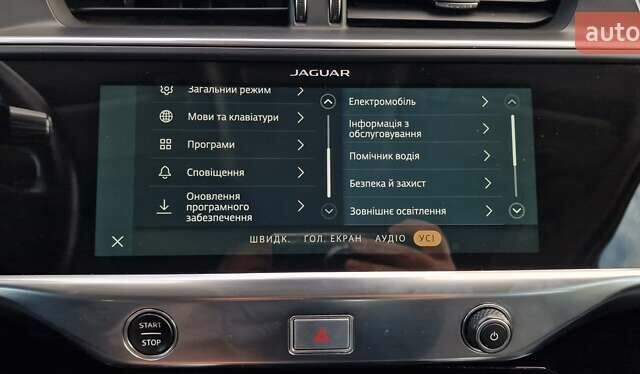 auto
JAGUAR
Загальний режим
Мови та клавіатури
Програми
Сповіщення
Оновлення
програмного
забезпечення
Електромобіль
Інформація з
обслуговування
Помічник водія
Безпека й захист
Зовнішнє освітлення
ШВИДК.
ГОЛ. ЕКРАН
АУДІО
УСІ
START
STOP